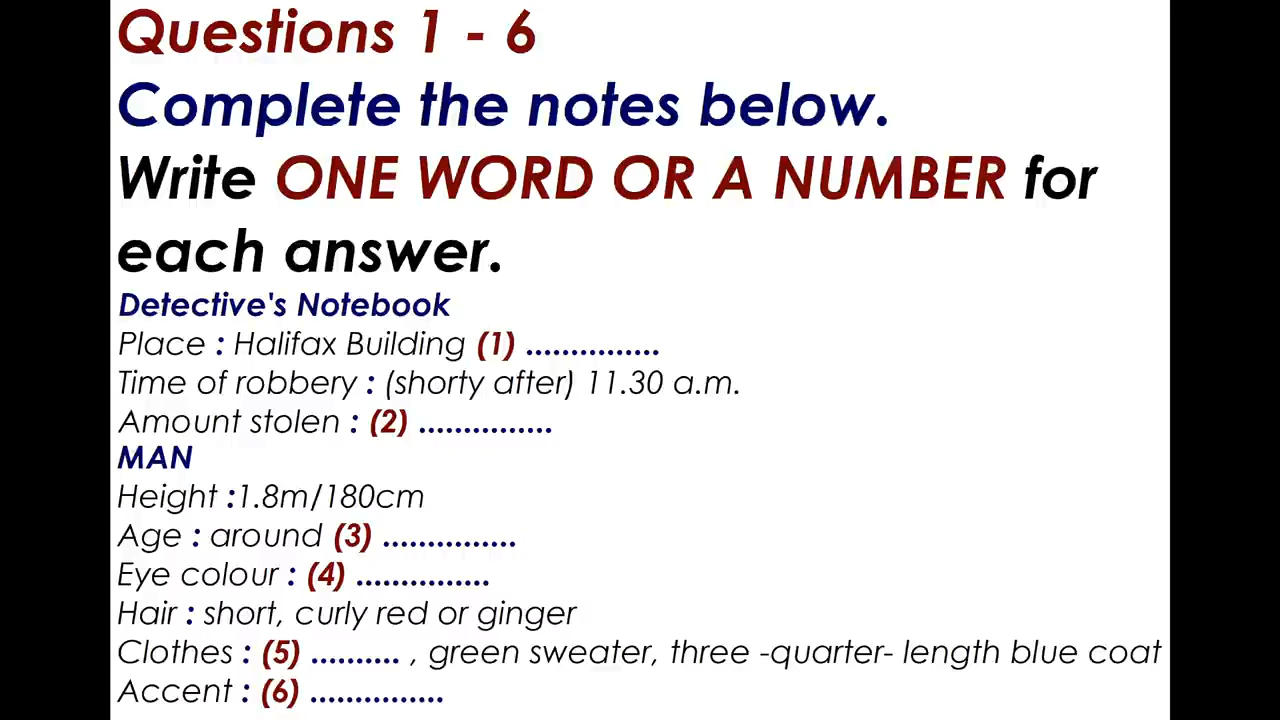 Questions 1 - 6
Complete the notes below.
Write ONE WORD OR A NUMBER for
each answer.
Detective's Notebook
Place : Halifax Building (1) ...............
Time of robbery : (shorty after) 11.30 a.m.
Amount stolen : (2) ...............
MAN
Height :1.8m/180cm
Age : around (3) ...............
Eye colour : (4) ...............
Hair : short, curly red or ginger
Clothes : (5) .......... , green sweater, three -quarter- length blue coat
Accent : (6) ...............